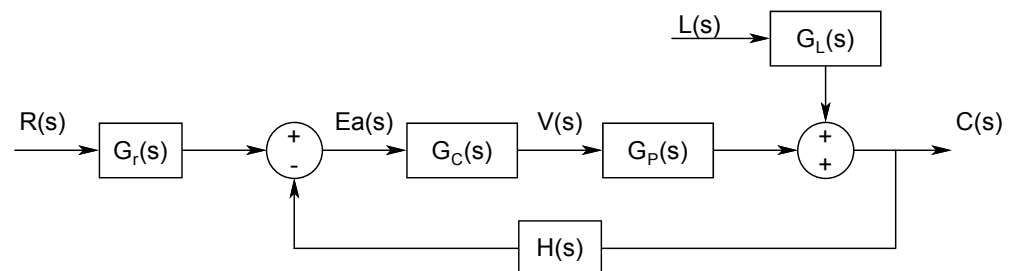 L(s)
G_L(s)
R(s)
G_r(s)
+
-
Ea(s)
G_C(s)
V(s)
G_P(s)
+
+
C(s)
H(s)